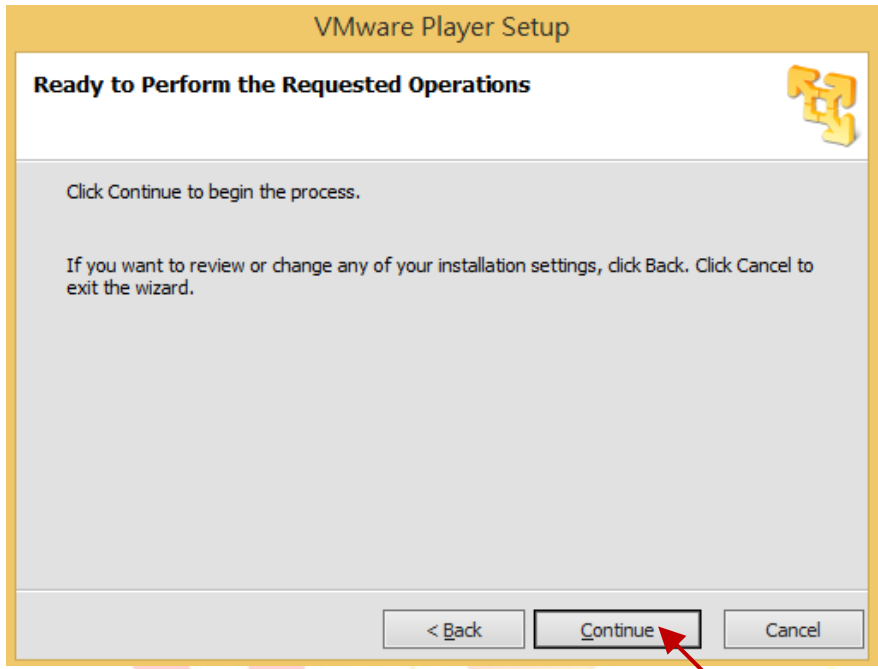 VMware Player Setup
Ready to Perform the Requested Operations
Click Continue to begin the process.
If you want to review or change any of your installation settings, click Back. Click Cancel to
exit the wizard.
< Back
Continue
Cancel